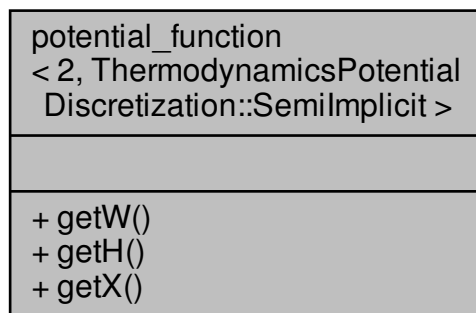 potential_function
< 2, ThermodynamicsPotential
Discretization::SemiImplicit >
+ getW()
+ getH()
+ getX()